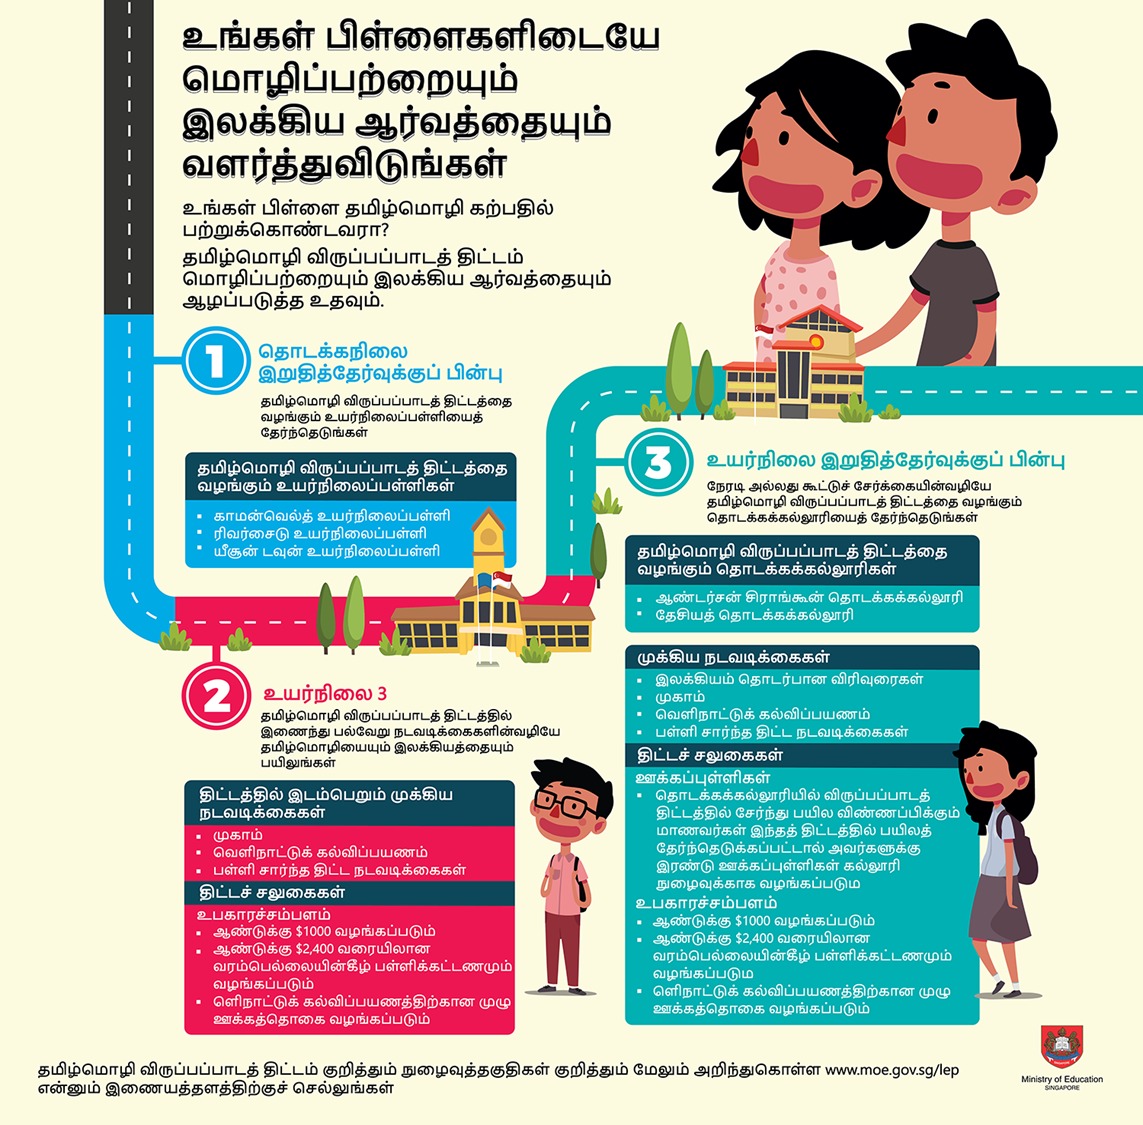 உங்கள் பிள்ளைகளிடையே
மொழிப்பற்றையும்
இலக்கிய ஆர்வத்தையும்
வளர்த்துவிடுங்கள்
உங்கள் பிள்ளை தமிழ்மொழி கற்பதில்
பற்றுக்கொண்டவரா?
தமிழ்மொழி விருப்பப்பாடத் திட்டம்
மொழிப்பற்றையும் இலக்கிய ஆர்வத்தையும்
ஆழப்படுத்த உதவும்.
1
தொடக்கநிலை
இறுதித்தேர்வுக்குப் பின்பு
தமிழ்மொழி விருப்பப்பாடத் திட்டத்தை
வழங்கும் உயர்நிலைப்பள்ளியைத்
தேர்ந்தெடுங்கள்
தமிழ்மொழி விருப்பப்பாடத் திட்டத்தை
வழங்கும் உயர்நிலைப்பள்ளிகள்
▪ காமன்வெல்த் உயர்நிலைப்பள்ளி
▪ ரிவர்சைடு உயர்நிலைப்பள்ளி
▪ யீசூன் டவுன் உயர்நிலைப்பள்ளி
2
உயர்நிலை 3
தமிழ்மொழி விருப்பப்பாடத் திட்டத்தில்
இணைந்து பல்வேறு நடவடிக்கைகளின்வழியே
தமிழ்மொழியையும் இலக்கியத்தையும்
பயிலுங்கள்
திட்டத்தில் இடம்பெறும் முக்கிய
நடவடிக்கைகள்
▪ முகாம்
▪ வெளிநாட்டுக் கல்விப்பயணம்
▪ பள்ளி சார்ந்த திட்ட நடவடிக்கைகள்
திட்டச் சலுகைகள்
உபகாரச்சம்பளம்
▪ ஆண்டுக்கு $1000 வழங்கப்படும்
▪ ஆண்டுக்கு $2,400 வரையிலான
வரம்பெல்லையின்கீழ் பள்ளிக்கட்டணமும்
வழங்கப்படும்
▪ ளெிநாட்டுக் கல்விப்பயணத்திற்கான முழு
ஊக்கத்தொகை வழங்கப்படும்
3
உயர்நிலை இறுதித்தேர்வுக்குப் பின்பு
நேரடி அல்லது கூட்டுச் சேர்க்கையின்வழியே
தமிழ்மொழி விருப்பப்பாடத் திட்டத்தை வழங்கும்
தொடக்கக்கல்லூரியைத் தேர்ந்தெடுங்கள்
தமிழ்மொழி விருப்பப்பாடத் திட்டத்தை
வழங்கும் தொடக்கக்கல்லூரிகள்
▪ ஆண்டர்சன் சிராங்கூன் தொடக்கக்கல்லூரி
▪ தேசியத் தொடக்கக்கல்லூரி
முக்கிய நடவடிக்கைகள்
▪ இலக்கியம் தொடர்பான விரிவுரைகள்
▪ முகாம்
▪ வெளிநாட்டுக் கல்விப்பயணம்
▪ பள்ளி சார்ந்த திட்ட நடவடிக்கைகள்
திட்டச் சலுகைகள்
ஊக்கப்புள்ளிகள்
▪ தொடக்கக்கல்லூரியில் விருப்பப்பாடத்
திட்டத்தில் சேர்ந்து பயில விண்ணப்பிக்கும்
மாணவர்கள் இந்தத் திட்டத்தில் பயிலத்
தேர்ந்தெடுக்கப்பட்டால் அவர்களுக்கு
இரண்டு ஊக்கப்புள்ளிகள் கல்லூரி
நுழைவுக்காக வழங்கப்படும
உபகாரச்சம்பளம்
▪ ஆண்டுக்கு $1000 வழங்கப்படும்
▪ ஆண்டுக்கு $2,400 வரையிலான
வரம்பெல்லையின்கீழ் பள்ளிக்கட்டணமும்
வழங்கப்படும
▪ ளெிநாட்டுக் கல்விப்பயணத்திற்கான முழு
ஊக்கத்தொகை வழங்கப்படும்
தமிழ்மொழி விருப்பப்பாடத் திட்டம் குறித்தும் நுழைவுத்தகுதிகள் குறித்தும் மேலும் அறிந்துகொள்ள www.moe.gov.sg/lep
என்னும் இணையத்தளத்திற்குச் செல்லுங்கள்
Ministry of Education
SINGAPORE